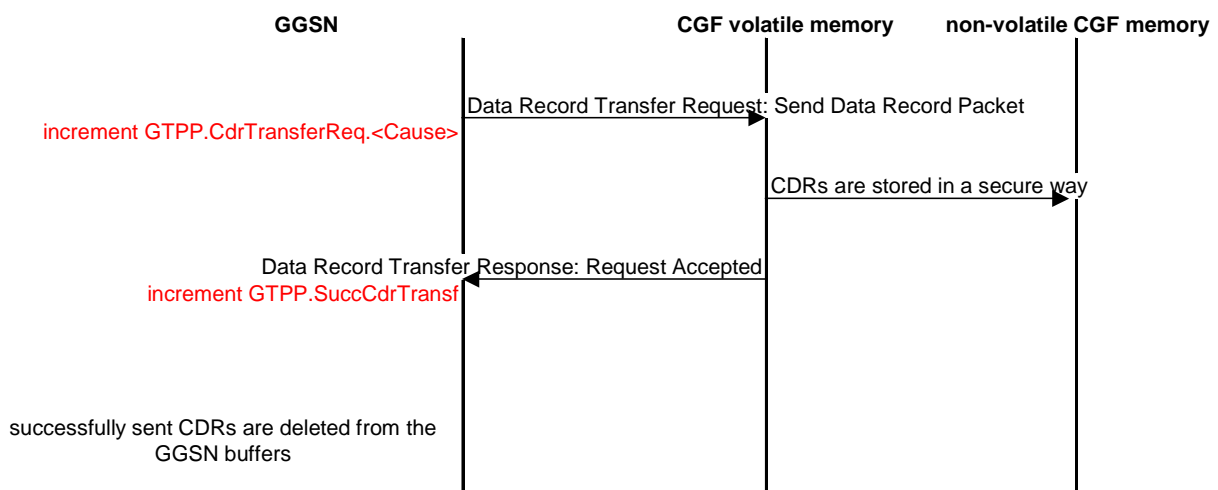 GGSN
CGF volatile memory
non-volatile CGF memory
Data Record Transfer Request: Send Data Record Packet
increment GTPP.CdrTransferReq.<Cause>
CDRs are stored in a secure way
Data Record Transfer Response: Request Accepted
increment GTPP.SuccCdrTransf
successfully sent CDRs are deleted from the
GGSN buffers